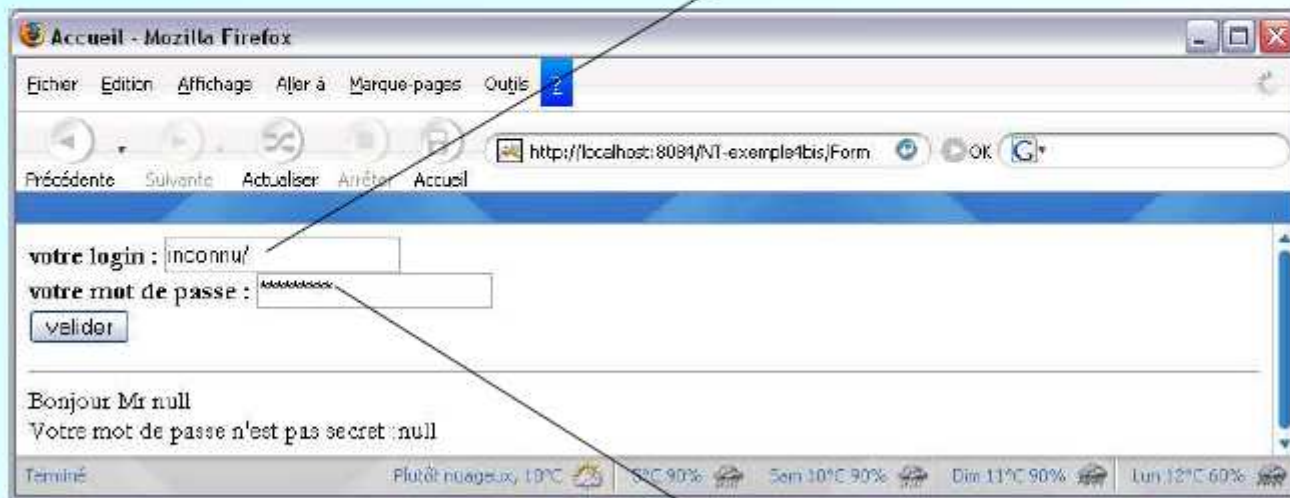 Accueil - Mozilla Firefox
Fichier Edition Affichage Aller à Marque-pages Outils ?
http://localhost:8084/NT-exemple4bis/Form OK G
Précédente Suivante Actualiser Arrêter Accueil
votre login : inconnu/
votre mot de passe : **********
valider
Bonjour Mr null
Votre mot de passe n'est pas secret :null
Terminé Plutôt nuageux, 10°C 90% Sam 10°C 90% Dim 11°C 90% Lun 12°C 60%